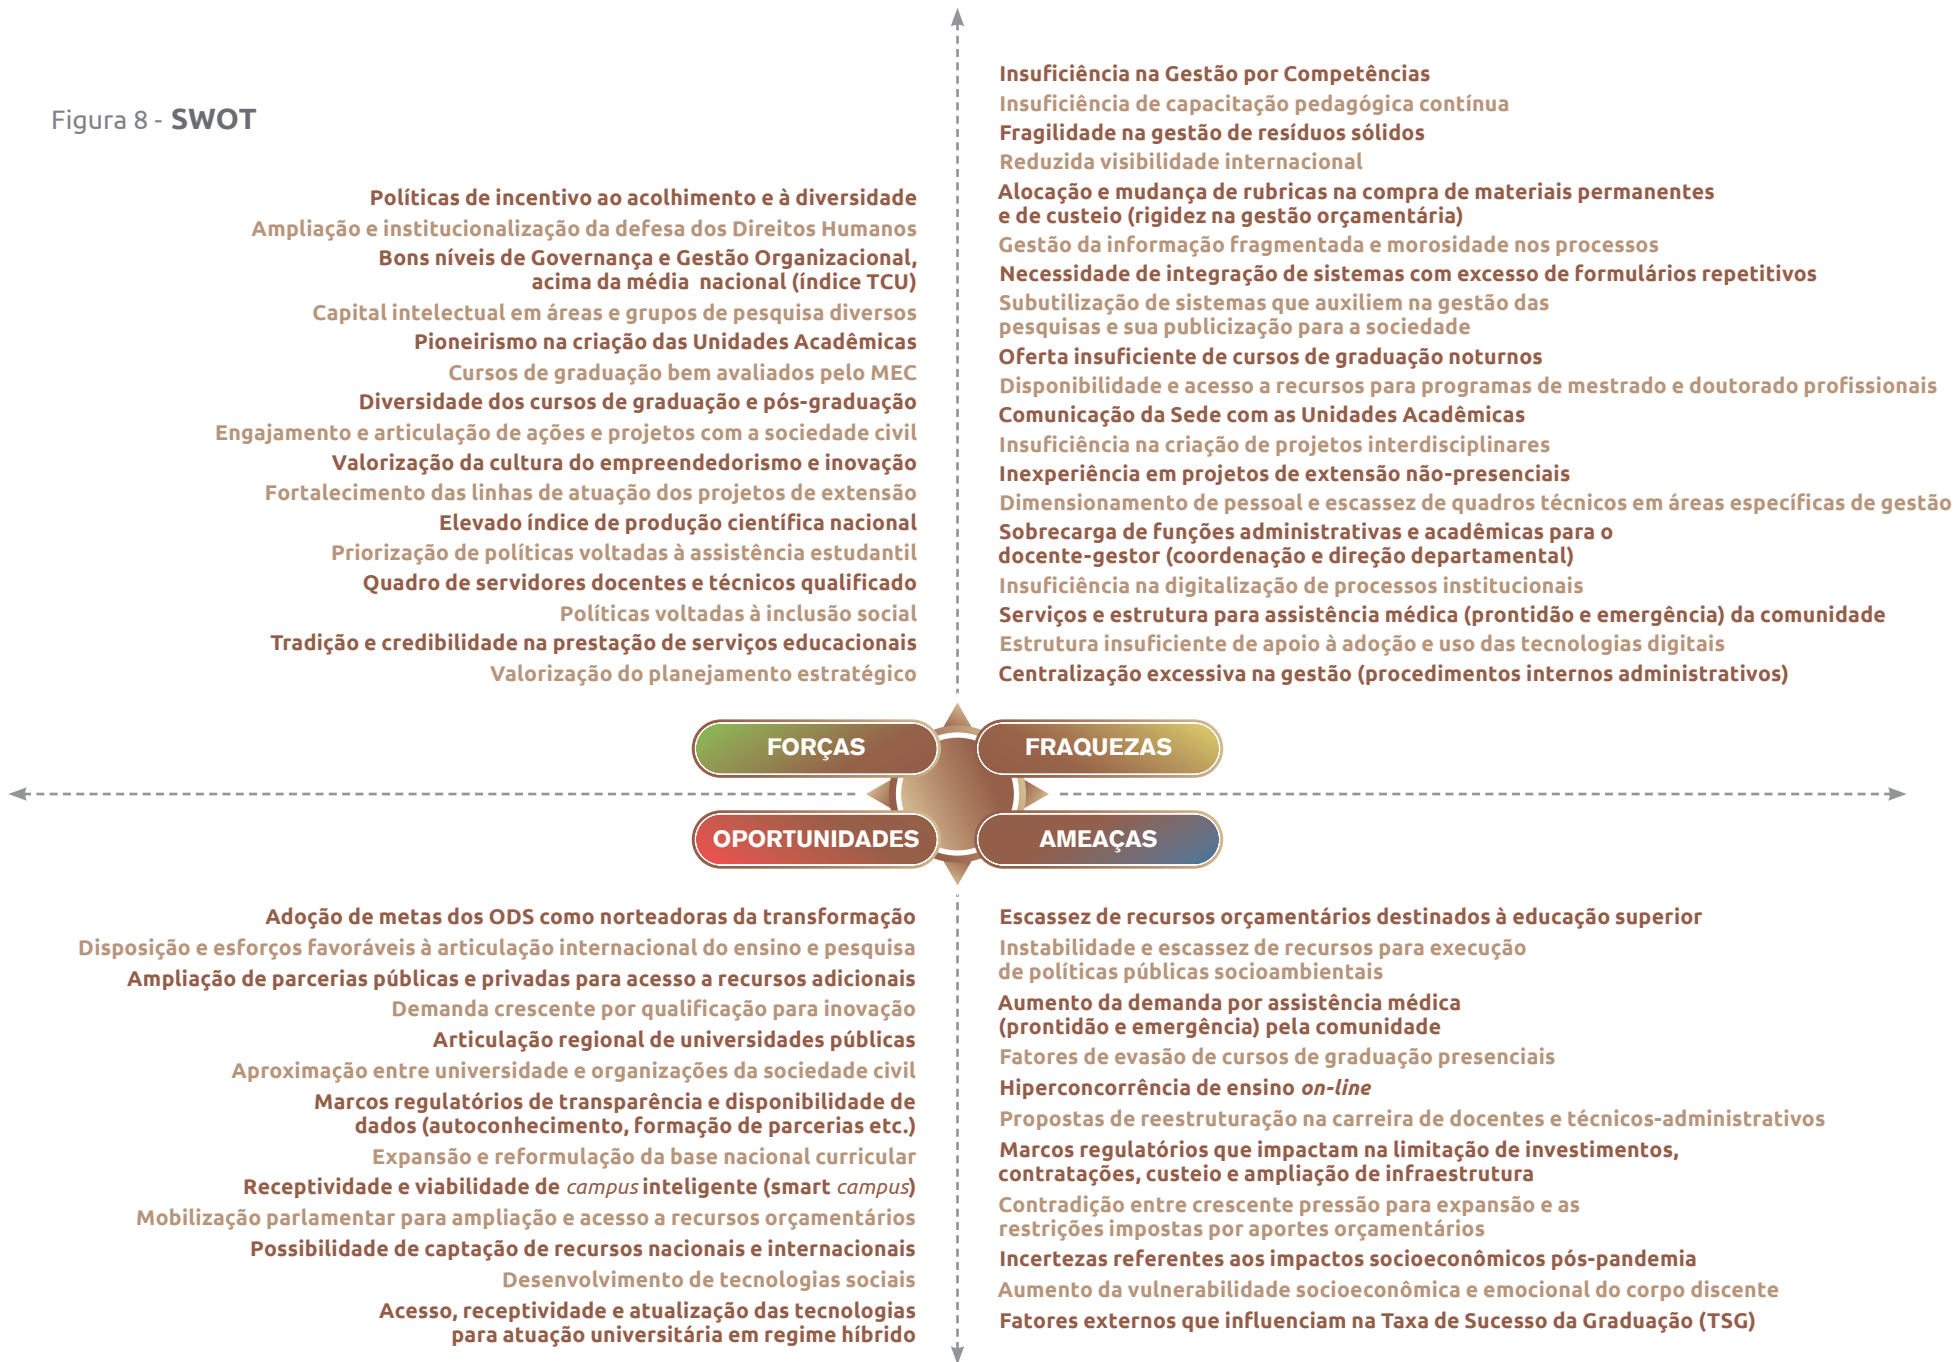 Figura 8 - SWOT
Políticas de incentivo ao acolhimento e à diversidade
Ampliação e institucionalização da defesa dos Direitos Humanos
Bons níveis de Governança e Gestão Organizacional,
acima da média nacional (índice TCU)
Capital intelectual em áreas e grupos de pesquisa diversos
Pioneirismo na criação das Unidades Acadêmicas
Cursos de graduação bem avaliados pelo MEC
Diversidade dos cursos de graduação e pós-graduação
Engajamento e articulação de ações e projetos com a sociedade civil
Valorização da cultura do empreendedorismo e inovação
Fortalecimento das linhas de atuação dos projetos de extensão
Elevado índice de produção científica nacional
Priorização de políticas voltadas à assistência estudantil
Quadro de servidores docentes e técnicos qualificado
Políticas voltadas à inclusão social
Tradição e credibilidade na prestação de serviços educacionais
Valorização do planejamento estratégico
FORÇAS
Insuficiência na Gestão por Competências
Insuficiência de capacitação pedagógica contínua
Fragilidade na gestão de resíduos sólidos
Reduzida visibilidade internacional
Alocação e mudança de rubricas na compra de materiais permanentes
e de custeio (rigidez na gestão orçamentária)
Gestão da informação fragmentada e morosidade nos processos
Necessidade de integração de sistemas com excesso de formulários repetitivos
Subutilização de sistemas que auxiliem na gestão das
pesquisas e sua publicização para a sociedade
Oferta insuficiente de cursos de graduação noturnos
Disponibilidade e acesso a recursos para programas de mestrado e doutorado profissionais
Comunicação da Sede com as Unidades Acadêmicas
Insuficiência na criação de projetos interdisciplinares
Inexperiência em projetos de extensão não-presenciais
Dimensionamento de pessoal e escassez de quadros técnicos em áreas específicas de gestão
Sobrecarga de funções administrativas e acadêmicas para o
docente-gestor (coordenação e direção departamental)
Insuficiência na digitalização de processos institucionais
Serviços e estrutura para assistência médica (prontidão e emergência) da comunidade
Estrutura insuficiente de apoio à adoção e uso das tecnologias digitais
Centralização excessiva na gestão (procedimentos internos administrativos)
FRAQUEZAS
OPORTUNIDADES
Adoção de metas dos ODS como norteadoras da transformação
Disposição e esforços favoráveis à articulação internacional do ensino e pesquisa
Ampliação de parcerias públicas e privadas para acesso a recursos adicionais
Demanda crescente por qualificação para inovação
Articulação regional de universidades públicas
Aproximação entre universidade e organizações da sociedade civil
Marcos regulatórios de transparência e disponibilidade de
dados (autoconhecimento, formação de parcerias etc.)
Expansão e reformulação da base nacional curricular
Receptividade e viabilidade de campus inteligente (smart campus)
Mobilização parlamentar para ampliação e acesso a recursos orçamentários
Possibilidade de captação de recursos nacionais e internacionais
Desenvolvimento de tecnologias sociais
Acesso, receptividade e atualização das tecnologias
para atuação universitária em regime híbrido
AMEAÇAS
Escassez de recursos orçamentários destinados à educação superior
Instabilidade e escassez de recursos para execução
de políticas públicas socioambientais
Aumento da demanda por assistência médica
(prontidão e emergência) pela comunidade
Fatores de evasão de cursos de graduação presenciais
Hiperconcorrência de ensino on-line
Propostas de reestruturação na carreira de docentes e técnicos-administrativos
Marcos regulatórios que impactam na limitação de investimentos,
contratações, custeio e ampliação de infraestrutura
Contradição entre crescente pressão para expansão e as
restrições impostas por aportes orçamentários
Incertezas referentes aos impactos socioeconômicos pós-pandemia
Aumento da vulnerabilidade socioeconômica e emocional do corpo discente
Fatores externos que influenciam na Taxa de Sucesso da Graduação (TSG)